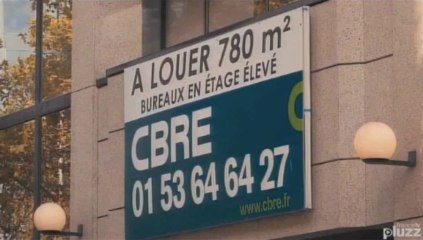 A LOUER 780 m²
BUREAUX EN ÉTAGE ÉLEVÉ
CBRE
01 53 64 64 27
www.cbre.fr
pluzz